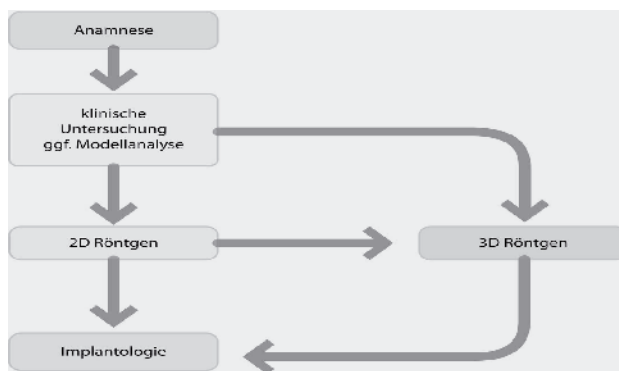 Anamnese
klinische
Untersuchung
ggf. Modellanalyse
2D Röntgen
3D Röntgen
Implantologie